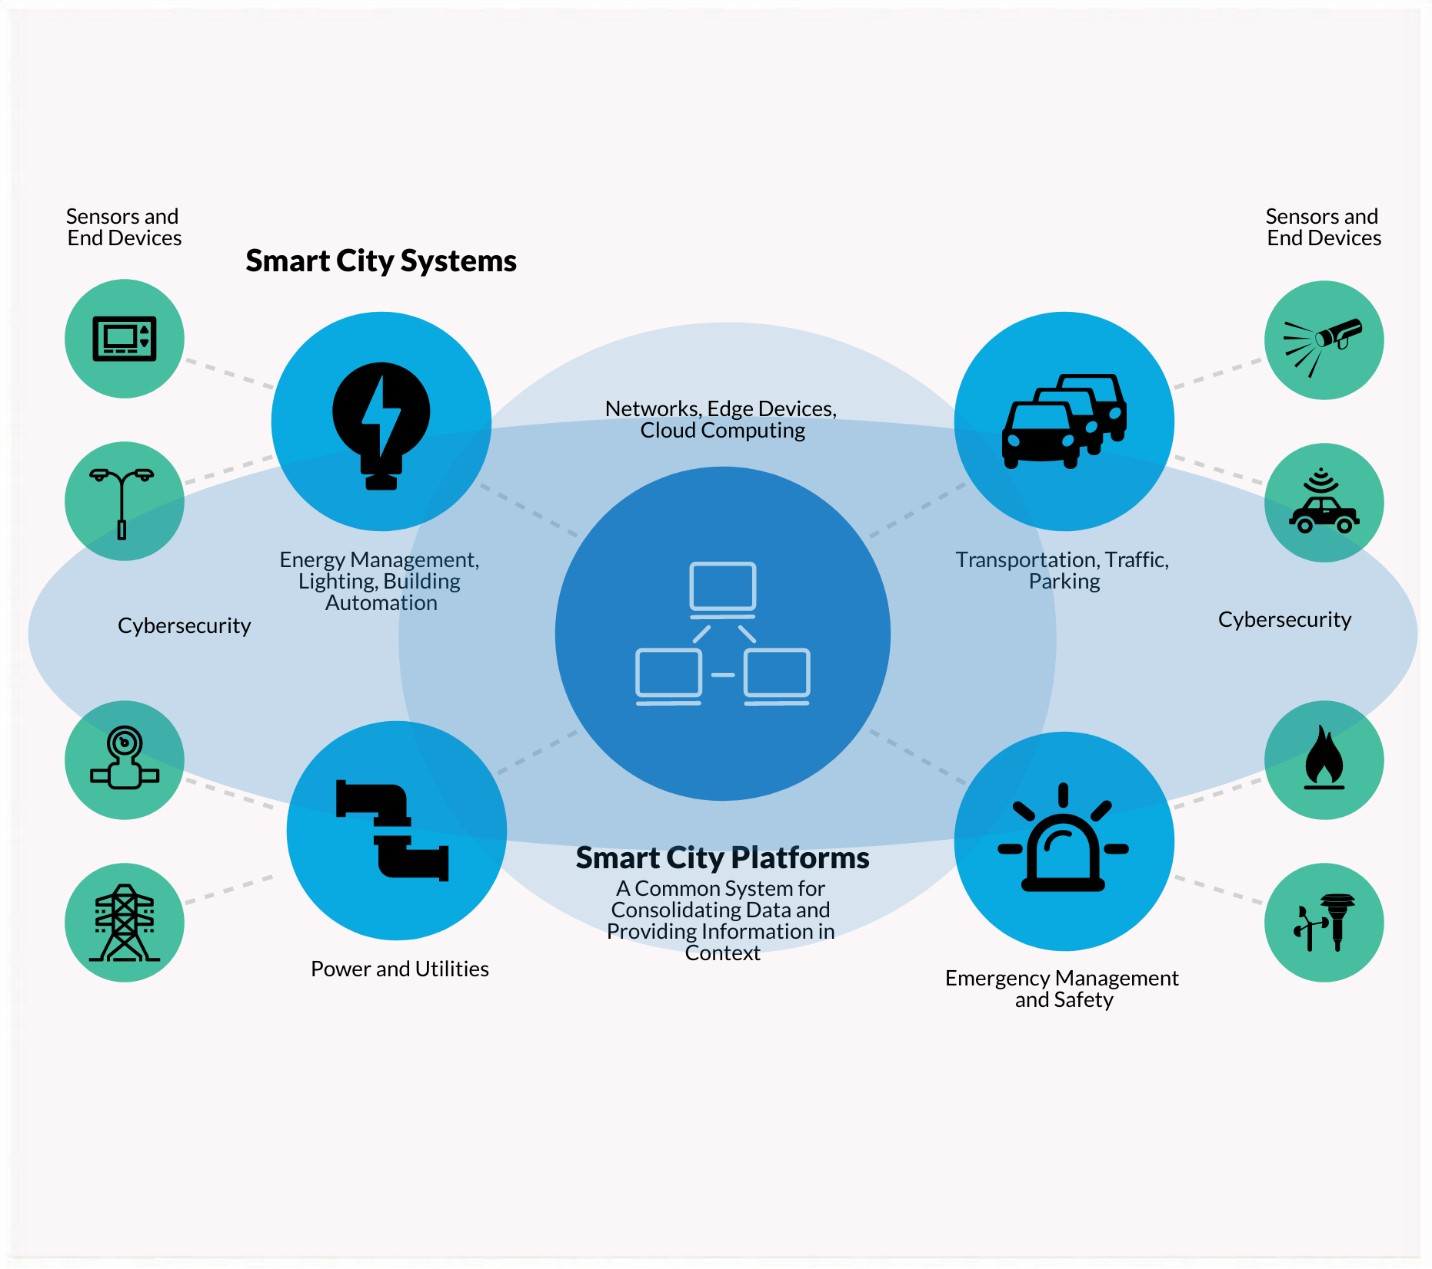 Sensors and
End Devices
Sensors and
End Devices
Smart City Systems
Networks, Edge Devices,
Cloud Computing
Energy Management,
Lighting, Building
Automation
Transportation, Traffic,
Parking
Cybersecurity
Cybersecurity
Smart City Platforms
A Common System for
Consolidating Data and
Providing Information in
Context
Power and Utilities
Emergency Management
and Safety